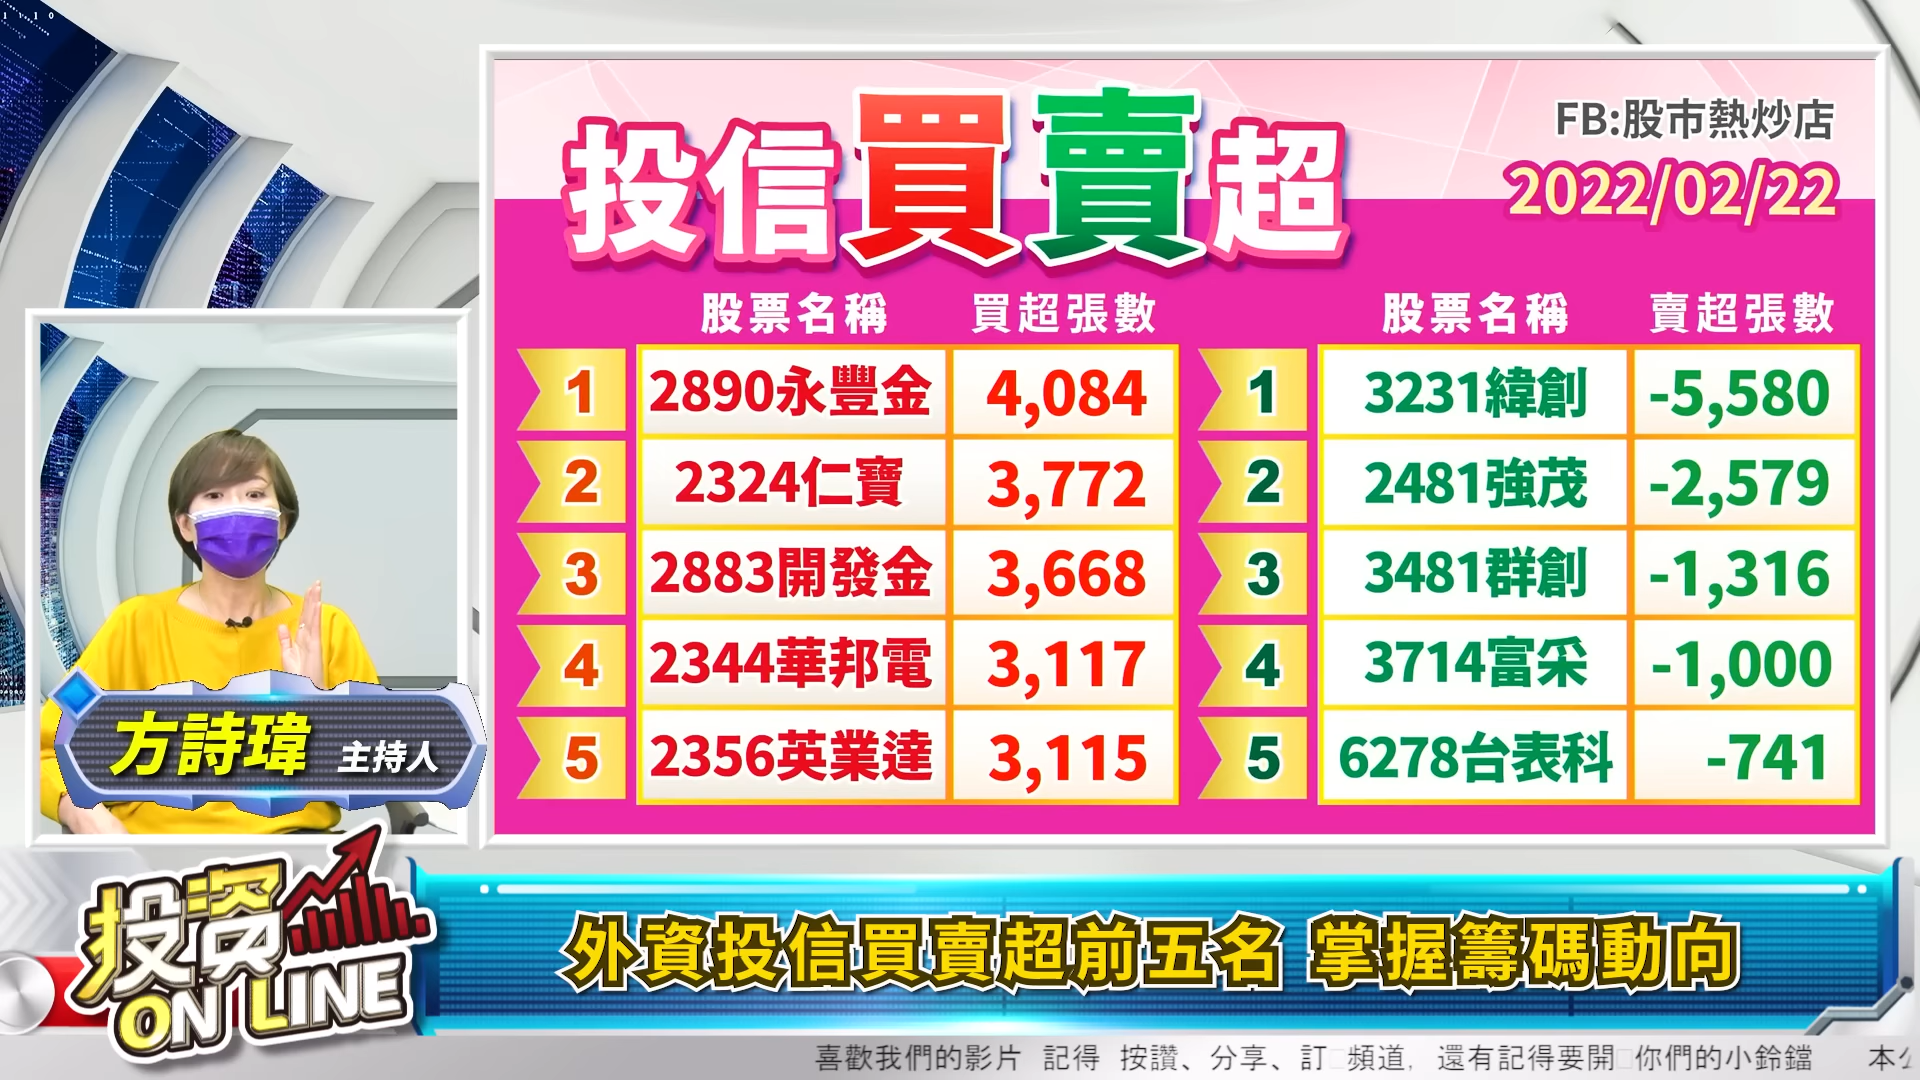 投信買賣超
FB:股市熱炒店
2022/02/22
股票名稱 買超張數 股票名稱 賣超張數
1 2890永豐金 4,084 1 3231緯創 -5,580
2 2324仁寶 3,772 2 2481強茂 -2,579
3 2883開發金 3,668 3 3481群創 -1,316
4 2344華邦電 3,117 4 3714富采 -1,000
5 2356英業達 3,115 5 6278台表科 -741
方詩瑋 主持人
投資
ON LINE
外資投信買賣超前五名 掌握籌碼動向
喜歡我們的影片 記得 按讚、分享、訂 頻道, 還有記得要開 你們的小鈴鐺 本